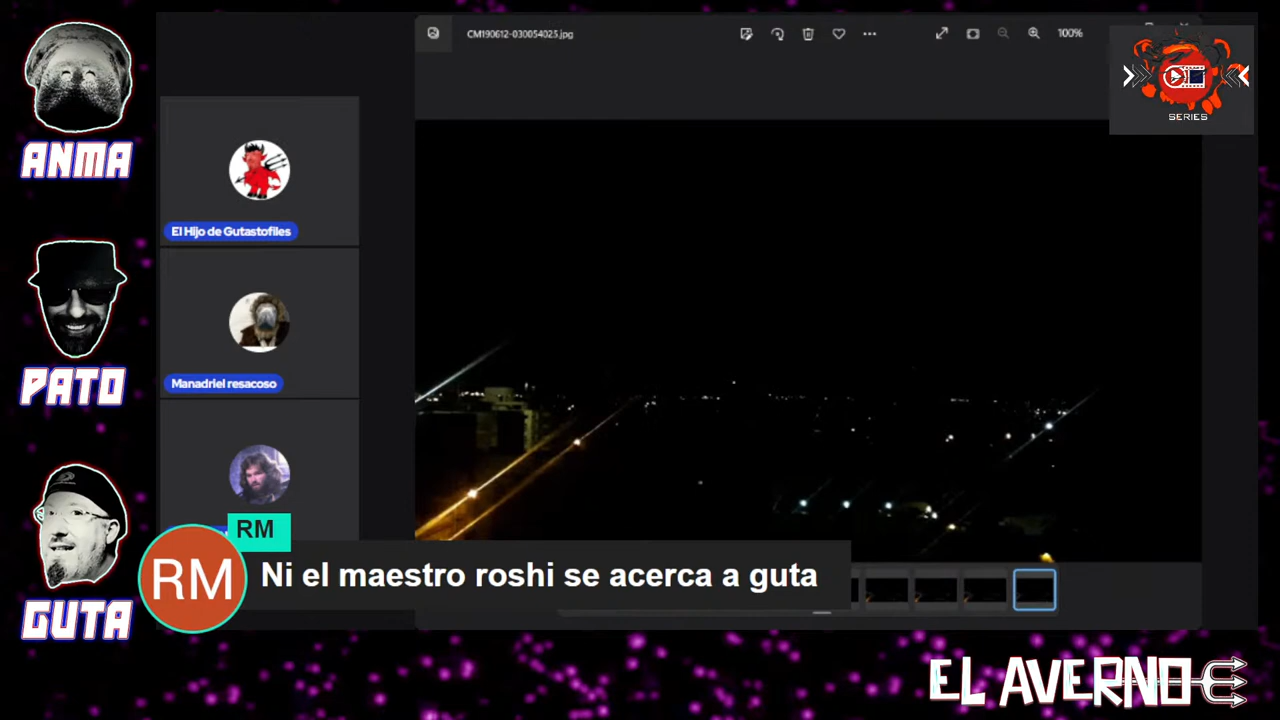 ANMA
PATO
GUTA
CM190612-030054025.jpg
100%
SERIES
El Hijo de Gutastofiles
Manadriel resacoso
RM
RM
Ni el maestro roshi se acerca a guta
EL AVERNO